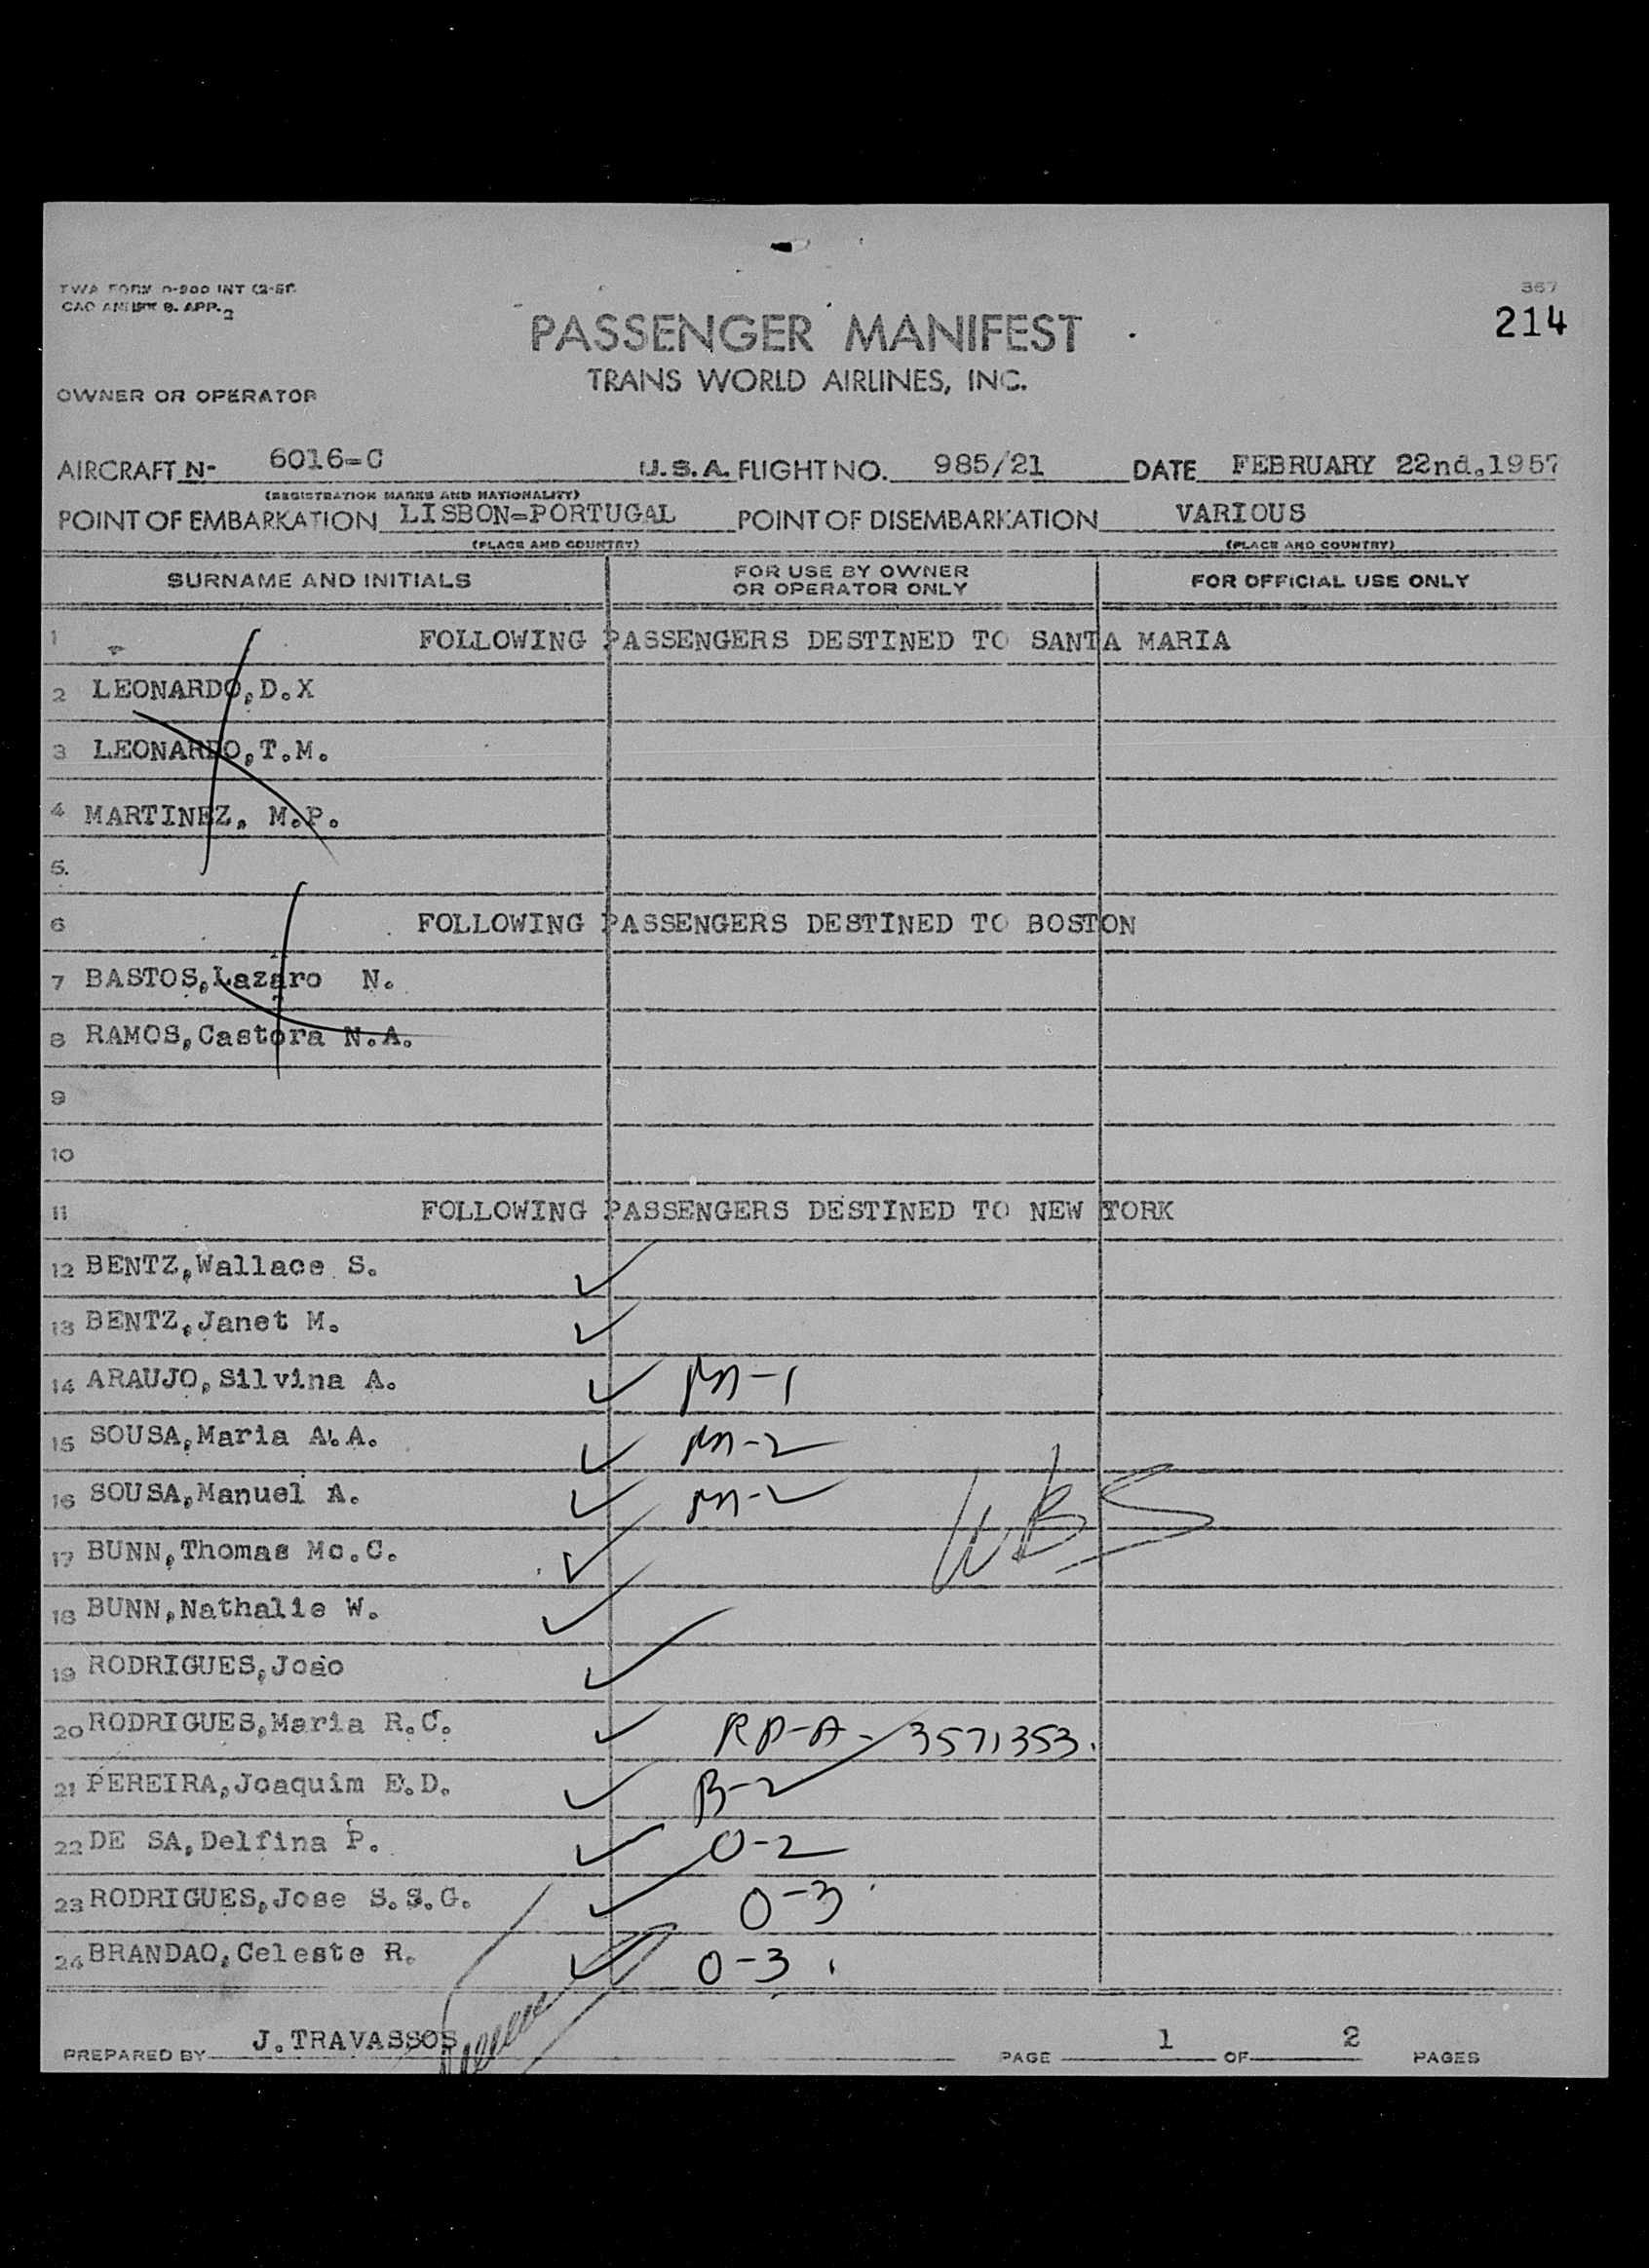 367
214
PASSENGER MANIFEST
TRANS WORLD AIRLINES, INC.
OWNER OR OPERATOR
AIRCRAFT N- 6016-C U.S.A. FLIGHT NO. 985/21 DATE FEBRUARY 22nd.1957
(REGISTRATION MARKS AND NATIONALITY)
POINT OF EMBARKATION LISBON-PORTUGAL POINT OF DISEMBARKATION VARIOUS
(PLACE AND COUNTRY) (PLACE AND COUNTRY)
SURNAME AND INITIALS FOR USE BY OWNER OR OPERATOR ONLY FOR OFFICIAL USE ONLY
1 FOLLOWING PASSENGERS DESTINED TO SANTA MARIA
2 LEONARDO,D.X
3 LEONARDO,T.M.
4 MARTINEZ, M.P.
5.
6 FOLLOWING PASSENGERS DESTINED TO BOSTON
7 BASTOS,Lazaro N.
8 RAMOS,Castora N.A.
9
10
11 FOLLOWING PASSENGERS DESTINED TO NEW YORK
12 BENTZ,Wallace S.
13 BENTZ,Janet M.
14 ARAUJO,Silvina A.
15 SOUSA,Maria A.A.
16 SOUSA,Manuel A.
WBS
17 BUNN,Thomas Mc.C.
18 BUNN,Nathalie W.
19 RODRIGUES,Joao
20 RODRIGUES,Maria R.C. RP-A- 3571353.
21 PEREIRA,Joaquim E.D. B-2
22 DE SA,Delfina P. O-2
23 RODRIGUES,Jose S.S.G. O-3
24 BRANDAO,Celeste R. O-3
PREPARED BY J.TRAVASSOS PAGE 1 OF 2 PAGES